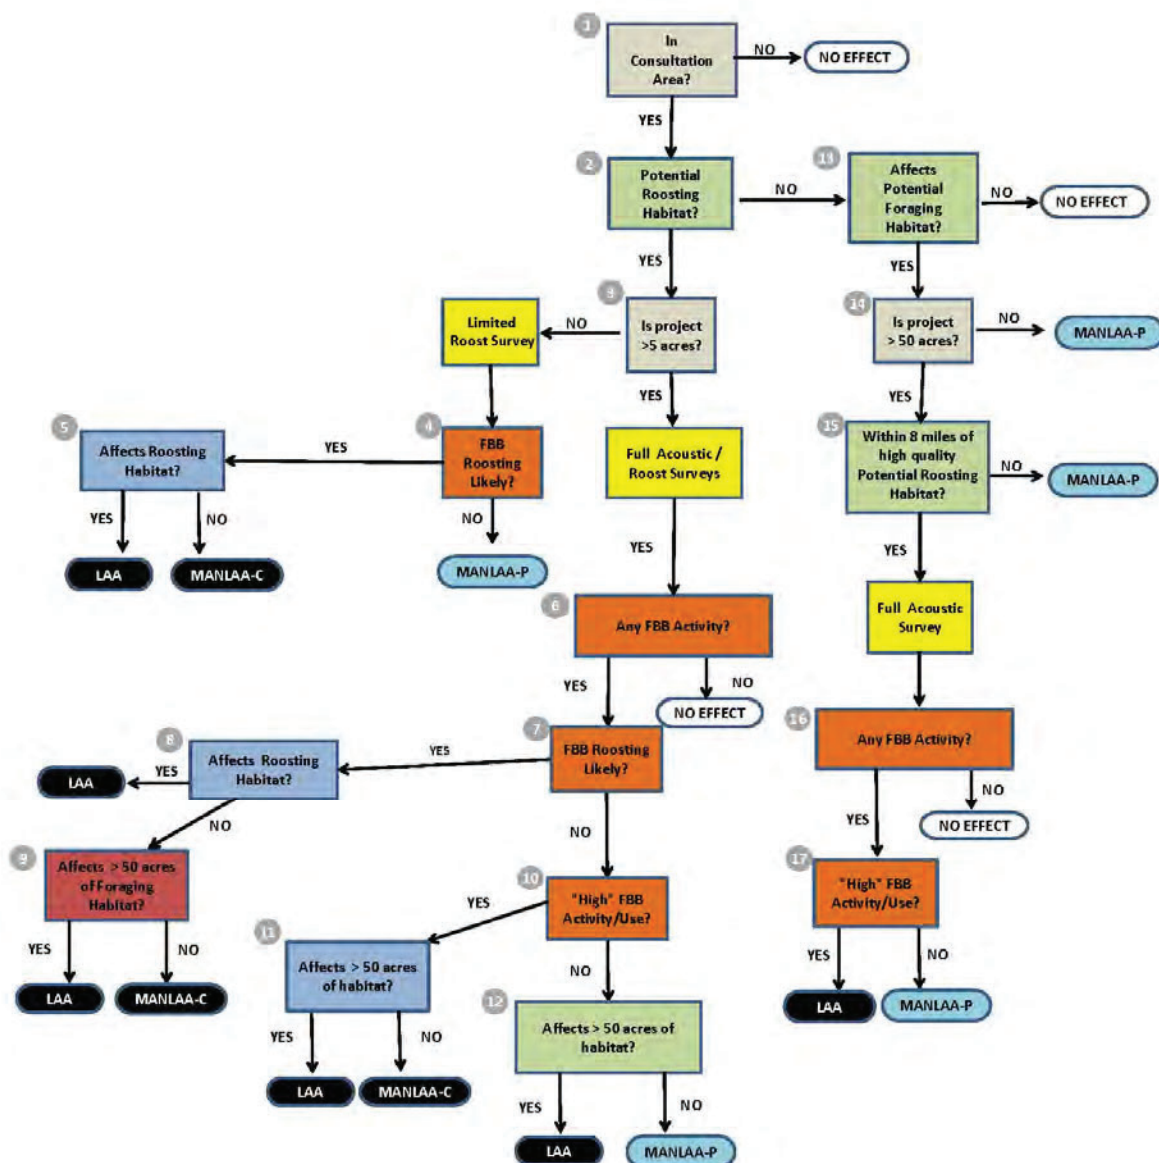 1
In
Consultation
Area?
NO
NO EFFECT
YES
2
Potential
Roosting
Habitat?
NO
13
Affects
Potential
Foraging
Habitat?
NO
NO EFFECT
YES
YES
3
Is project
>5 acres?
NO
Limited
Roost Survey
14
Is project
> 50 acres?
NO
MANLAA-P
YES
YES
4
FBB
Roosting
Likely?
YES
5
Affects Roosting
Habitat?
Full Acoustic /
Roost Surveys
15
Within 8 miles of
high quality
Potential Roosting
Habitat?
NO
MANLAA-P
YES
NO
NO
YES
YES
LAA
MANLAA-C
MANLAA-P
6
Any FBB Activity?
Full Acoustic
Survey
YES
NO
NO EFFECT
7
FBB Roosting
Likely?
YES
8
Affects Roosting
Habitat?
YES
LAA
16
Any FBB Activity?
NO
NO EFFECT
YES
NO
NO
9
Affects > 50 acres
of Foraging
Habitat?
10
"High" FBB
Activity/Use?
YES
17
"High" FBB
Activity/Use?
11
Affects > 50 acres
of habitat?
YES
NO
NO
YES
NO
LAA
MANLAA-C
LAA
MANLAA-P
12
Affects > 50 acres of
habitat?
YES
NO
LAA
MANLAA-C
YES
NO
LAA
MANLAA-P